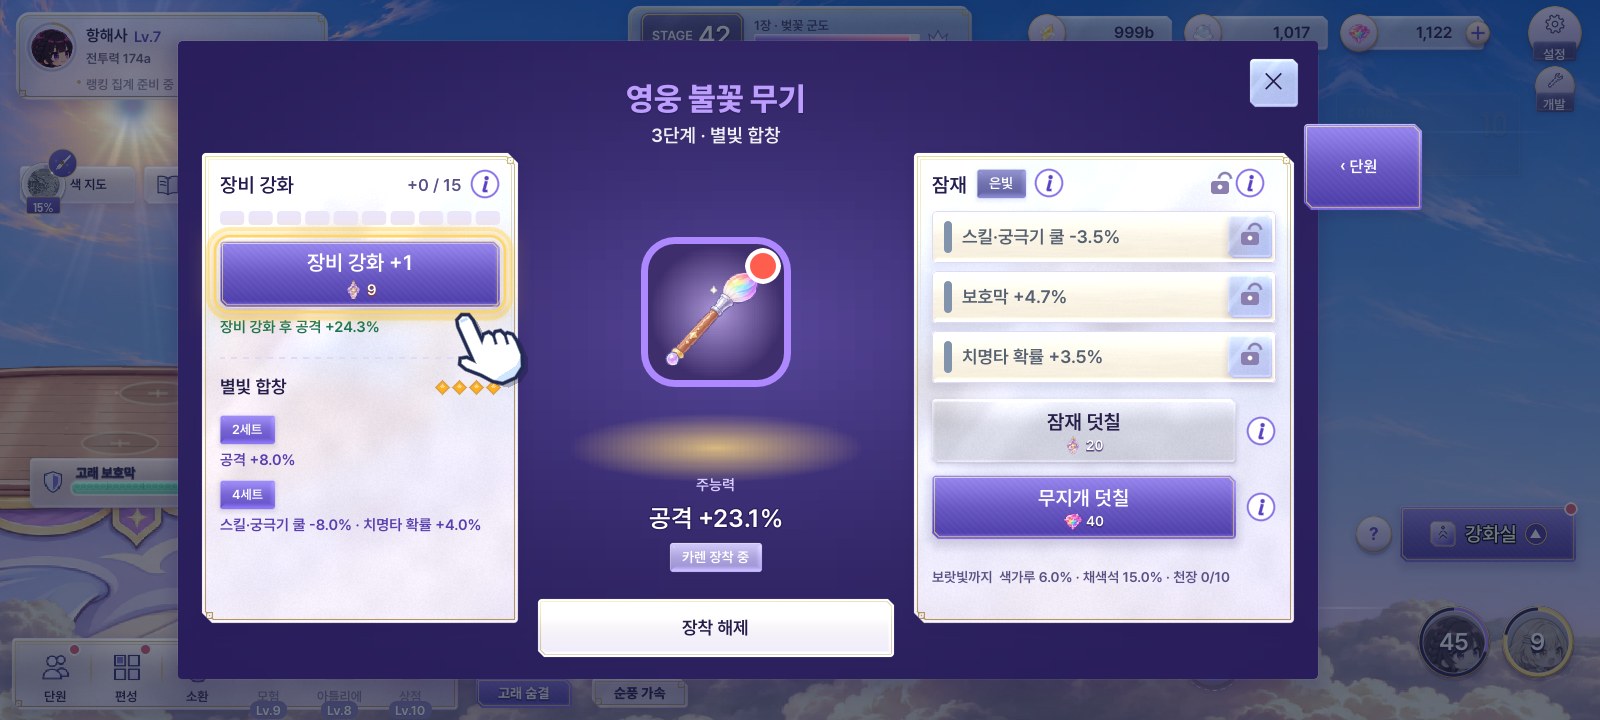 항해사 Lv.7
전투력 174a
랭킹 집계 준비 중
STAGE 42
1장 · 벚꽃 군도
999b
1,017
1,122
설정
개발
‹ 단원
색 지도
15%
영웅 불꽃 무기
3단계 · 별빛 합창
장비 강화
+0 / 15
장비 강화 +1
9
장비 강화 후 공격 +24.3%
별빛 합창
2세트
공격 +8.0%
4세트
스킬·궁극기 쿨 -8.0% · 치명타 확률 +4.0%
주능력
공격 +23.1%
카렌 장착 중
장착 해제
잠재
은빛
스킬·궁극기 쿨 -3.5%
보호막 +4.7%
치명타 확률 +3.5%
잠재 덧칠
20
무지개 덧칠
40
보랏빛까지 색가루 6.0% · 채색석 15.0% · 천장 0/10
고래 보호막
?
강화실
45
9
단원
편성
소환
모험
Lv.9
아틀리에
Lv.8
상점
Lv.10
고래 숨결
순풍 가속